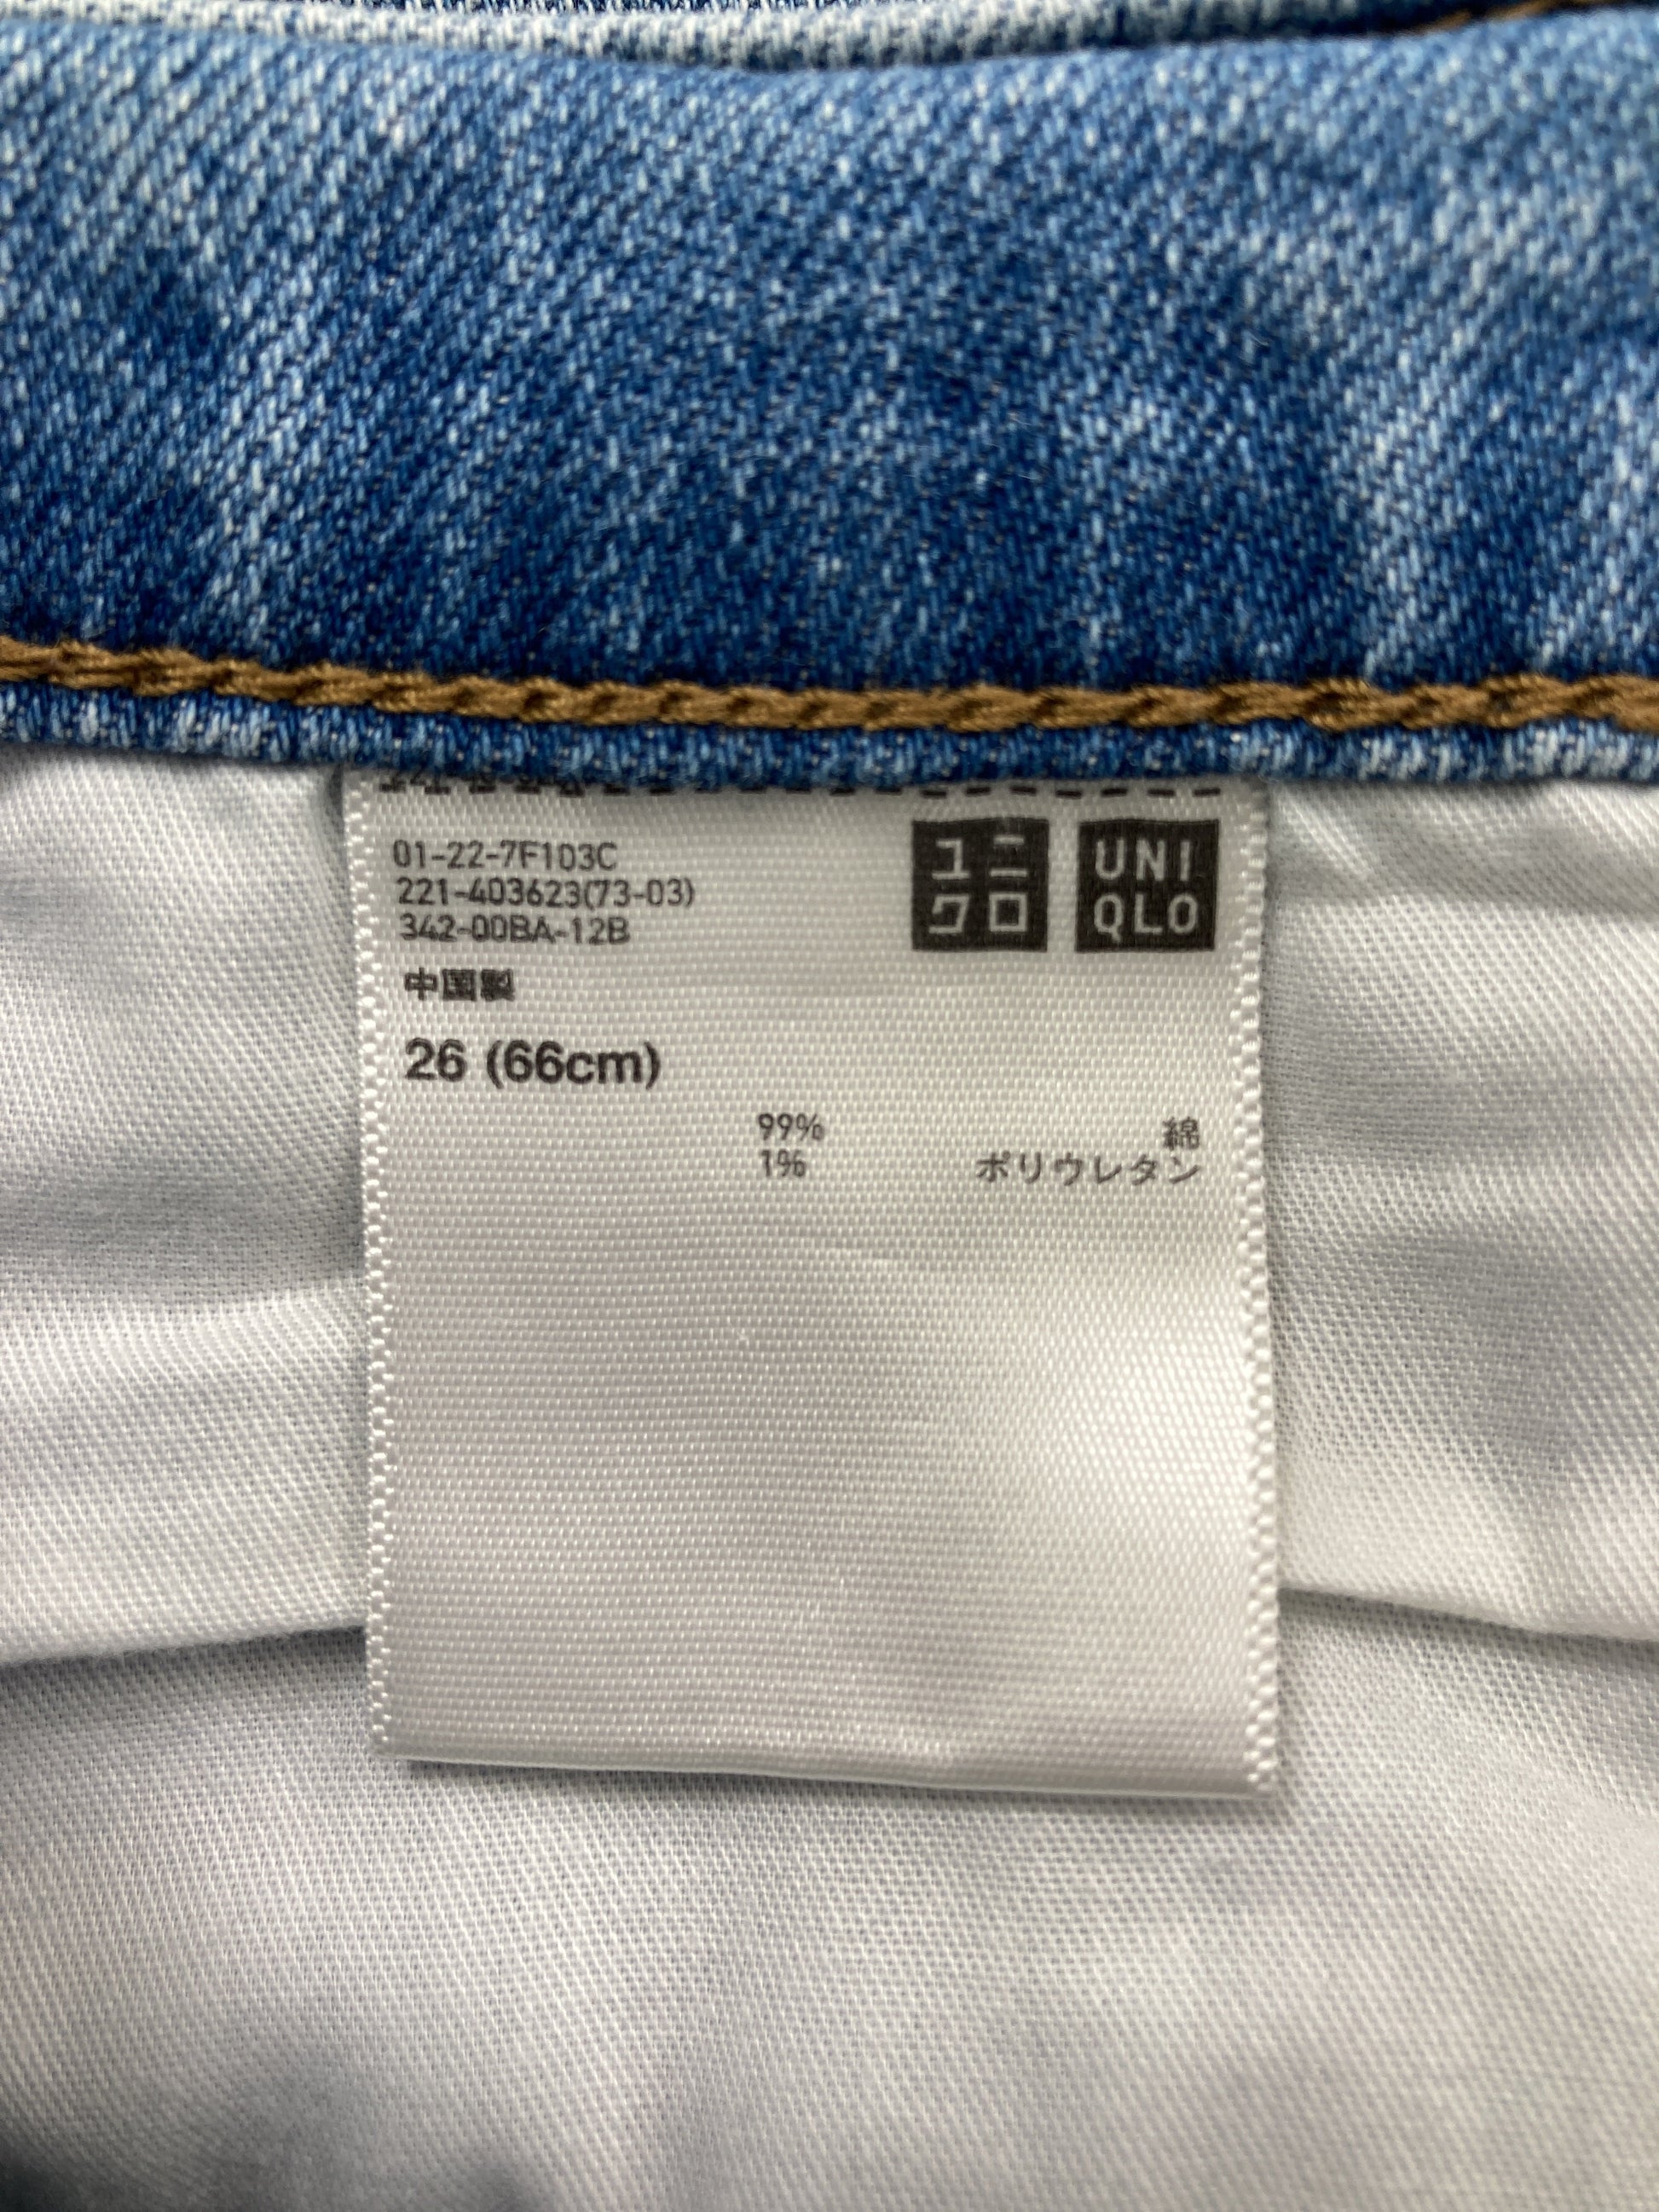 01-22-7F103C
221-403623(73-03)
342-00BA-12B
ユニ
クロ
UNI
QLO
中国製
26 (66cm)
99% 綿
1% ポリウレタン